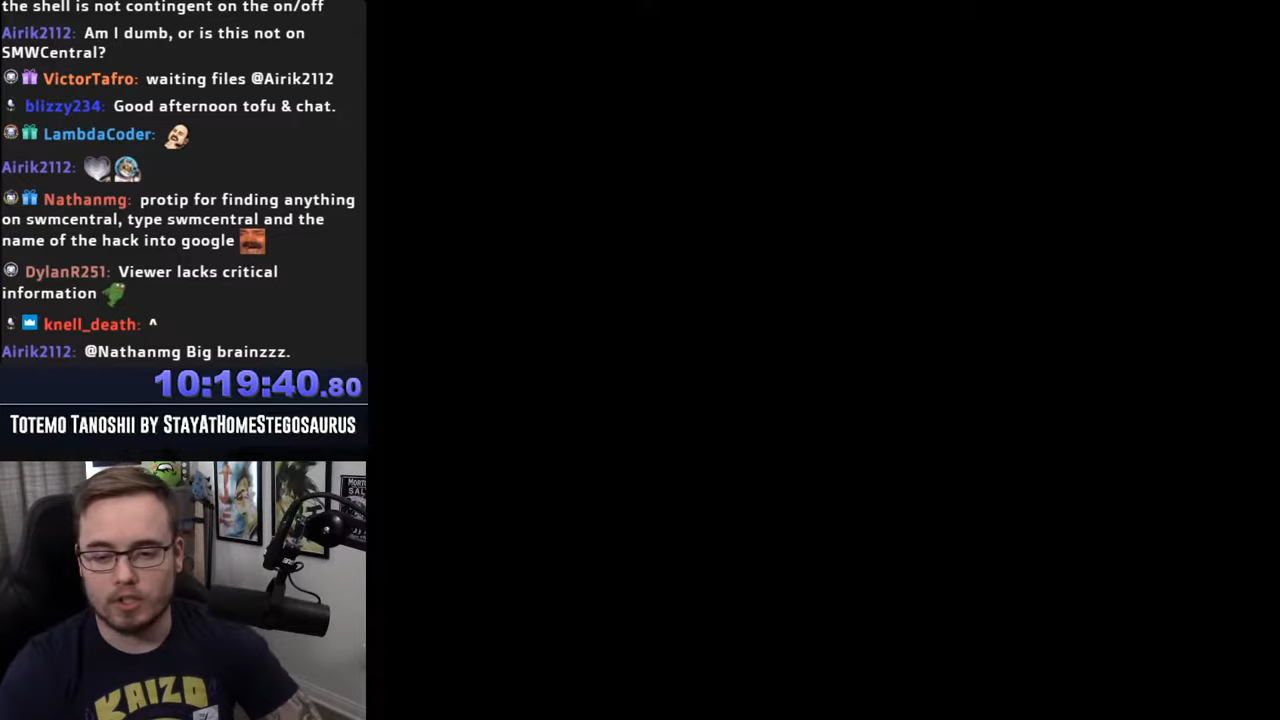 the shell is not contingent on the on/off
Airik2112: Am I dumb, or is this not on
SMWCentral?
VictorTafro: waiting files @Airik2112
blizzy234: Good afternoon tofu & chat.
LambdaCoder:
Airik2112:
Nathanmg: protip for finding anything
on swmcentral, type swmcentral and the
name of the hack into google
DylanR251: Viewer lacks critical
information
knell_death: ^
Airik2112: @Nathanmg Big brainzzz.
10:19:40.80
Totemo Tanoshii by StayAtHomeStegosaurus
KAIZO